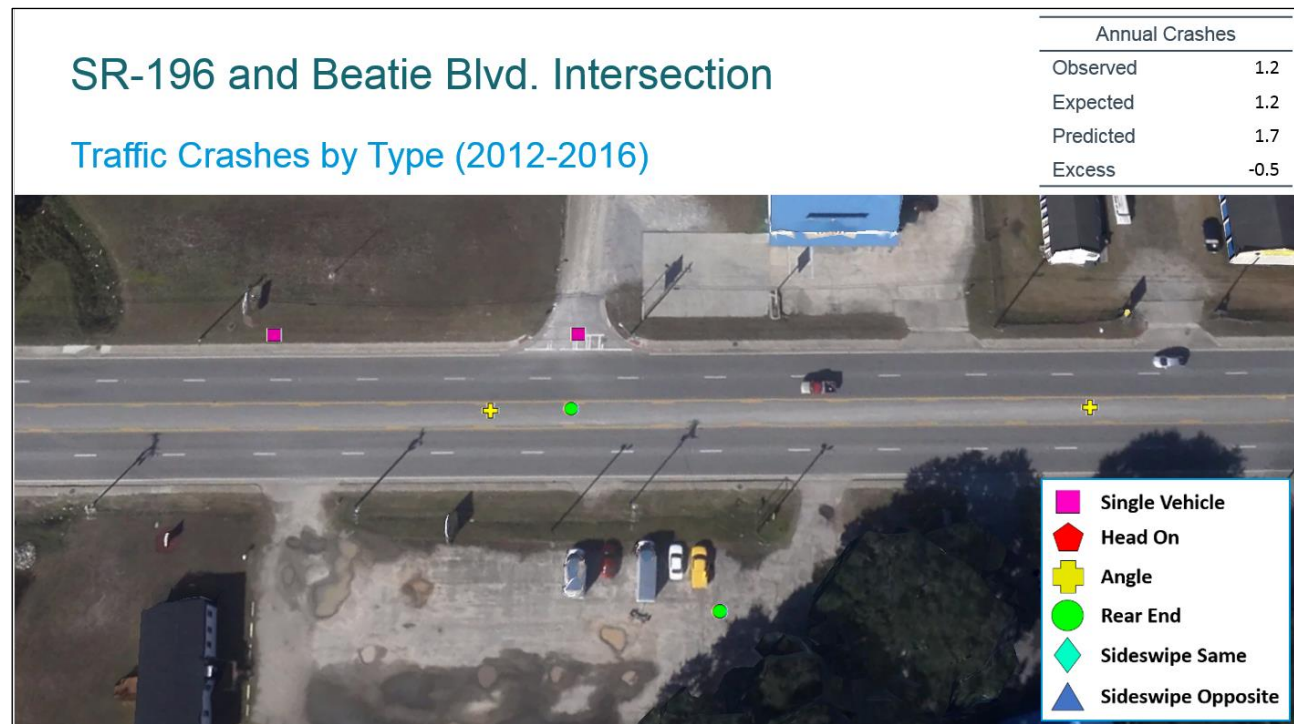 SR-196 and Beatie Blvd. Intersection
Traffic Crashes by Type (2012-2016)
Annual Crashes
Observed 1.2
Expected 1.2
Predicted 1.7
Excess -0.5
Single Vehicle
Head On
Angle
Rear End
Sideswipe Same
Sideswipe Opposite